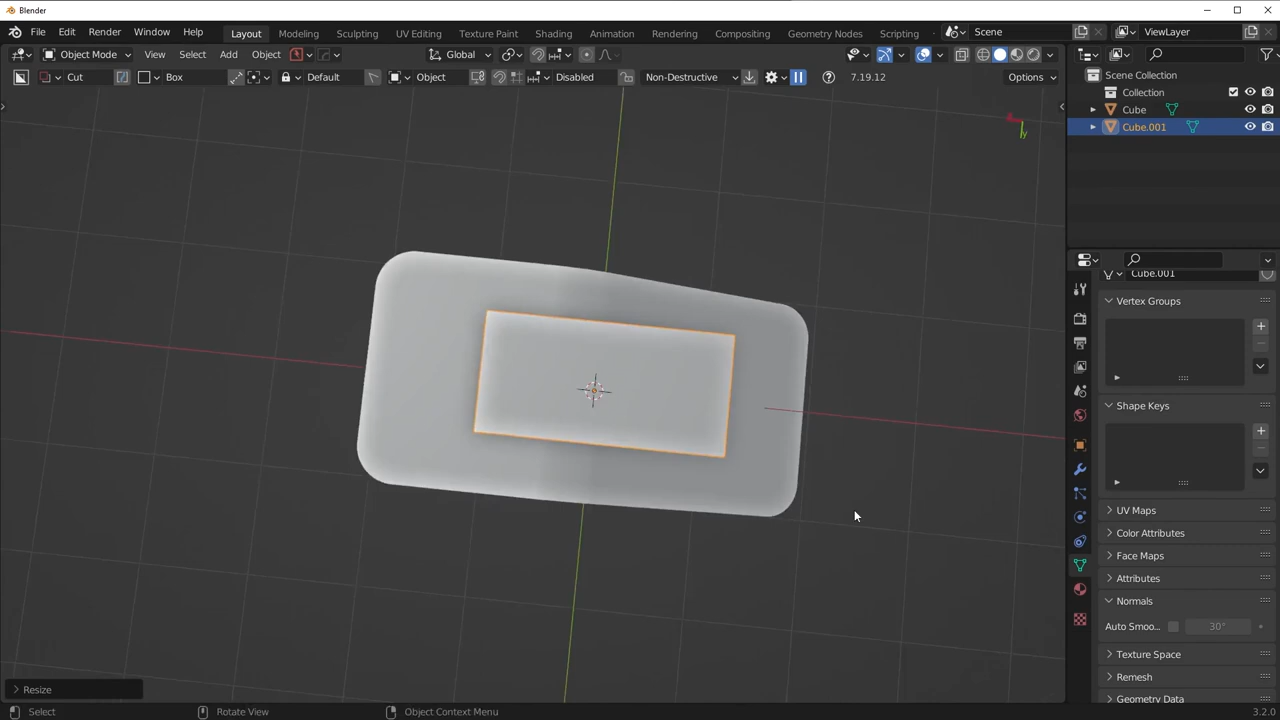 Blender
File Edit Render Window Help
Layout Modeling Sculpting UV Editing Texture Paint Shading Animation Rendering Compositing Geometry Nodes Scripting
Scene
ViewLayer
Object Mode View Select Add Object
Global
Cut Box Default Object Disabled Non-Destructive 7.19.12 Options
Scene Collection
Collection
Cube
Cube.001
y
Cube.001
Vertex Groups
Shape Keys
UV Maps
Color Attributes
Face Maps
Attributes
Normals
Auto Smoo... 30°
Texture Space
Remesh
Geometry Data
Resize
Select Rotate View Object Context Menu 3.2.0